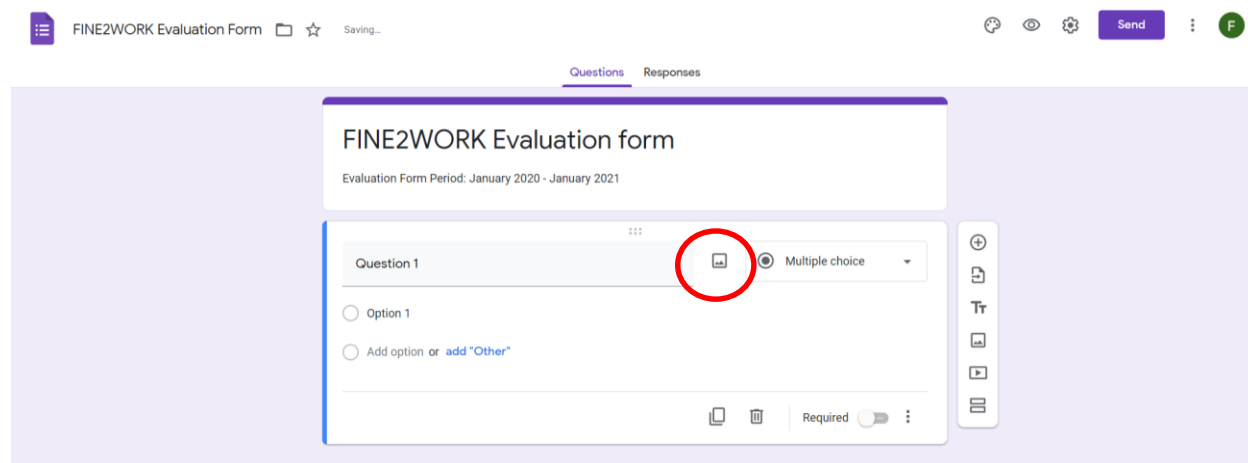 FINE2WORK Evaluation Form Saving...
Send F
Questions Responses
FINE2WORK Evaluation form
Evaluation Form Period: January 2020 - January 2021
Question 1 Multiple choice
Option 1
Add option or add "Other"
Required